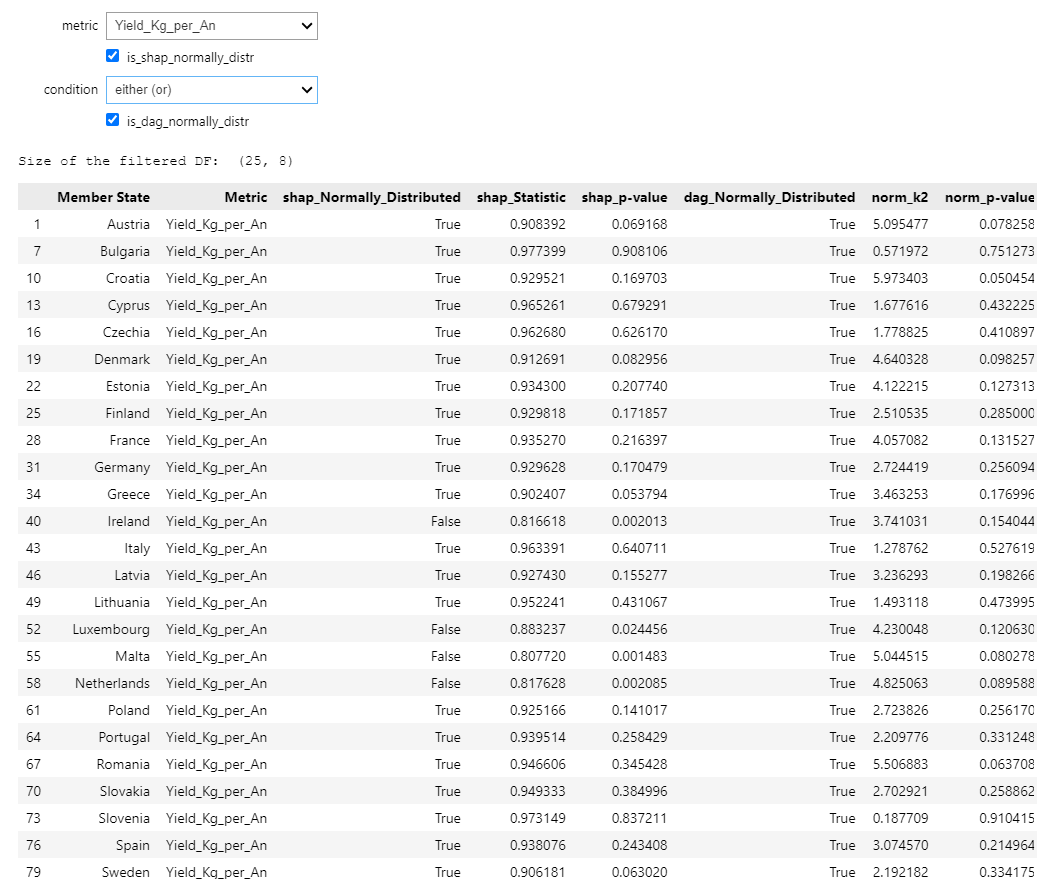 metric Yield_Kg_per_An
is_shap_normally_distr
condition either (or)
is_dag_normally_distr
Size of the filtered DF:  (25, 8)
Member State Metric shap_Normally_Distributed shap_Statistic shap_p-value dag_Normally_Distributed norm_k2 norm_p-value
1 Austria Yield_Kg_per_An True 0.908392 0.069168 True 5.095477 0.078258
7 Bulgaria Yield_Kg_per_An True 0.977399 0.908106 True 0.571972 0.751273
10 Croatia Yield_Kg_per_An True 0.929521 0.169703 True 5.973403 0.050454
13 Cyprus Yield_Kg_per_An True 0.965261 0.679291 True 1.677616 0.432225
16 Czechia Yield_Kg_per_An True 0.962680 0.626170 True 1.778825 0.410897
19 Denmark Yield_Kg_per_An True 0.912691 0.082956 True 4.640328 0.098257
22 Estonia Yield_Kg_per_An True 0.934300 0.207740 True 4.122215 0.127313
25 Finland Yield_Kg_per_An True 0.929818 0.171857 True 2.510535 0.285000
28 France Yield_Kg_per_An True 0.935270 0.216397 True 4.057082 0.131527
31 Germany Yield_Kg_per_An True 0.929628 0.170479 True 2.724419 0.256094
34 Greece Yield_Kg_per_An True 0.902407 0.053794 True 3.463253 0.176996
40 Ireland Yield_Kg_per_An False 0.816618 0.002013 True 3.741031 0.154044
43 Italy Yield_Kg_per_An True 0.963391 0.640711 True 1.278762 0.527619
46 Latvia Yield_Kg_per_An True 0.927430 0.155277 True 3.236293 0.198266
49 Lithuania Yield_Kg_per_An True 0.952241 0.431067 True 1.493118 0.473995
52 Luxembourg Yield_Kg_per_An False 0.883237 0.024456 True 4.230048 0.120630
55 Malta Yield_Kg_per_An False 0.807720 0.001483 True 5.044515 0.080278
58 Netherlands Yield_Kg_per_An False 0.817628 0.002085 True 4.825063 0.089588
61 Poland Yield_Kg_per_An True 0.925166 0.141017 True 2.723826 0.256170
64 Portugal Yield_Kg_per_An True 0.939514 0.258429 True 2.209776 0.331248
67 Romania Yield_Kg_per_An True 0.946606 0.345428 True 5.506883 0.063708
70 Slovakia Yield_Kg_per_An True 0.949333 0.384996 True 2.702921 0.258862
73 Slovenia Yield_Kg_per_An True 0.973149 0.837211 True 0.187709 0.910415
76 Spain Yield_Kg_per_An True 0.938076 0.243408 True 3.074570 0.214964
79 Sweden Yield_Kg_per_An True 0.906181 0.063020 True 2.192182 0.334175